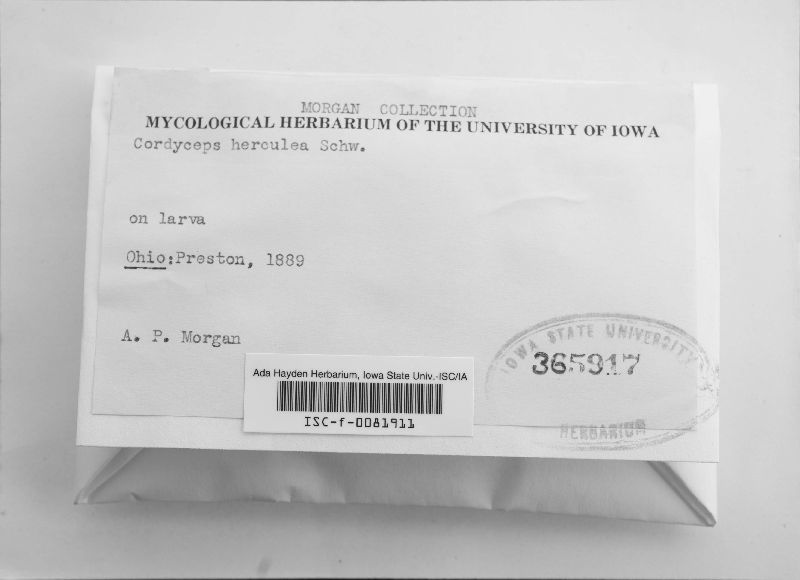 MORGAN COLLECTION
MYCOLOGICAL HERBARIUM OF THE UNIVERSITY OF IOWA
Cordyceps herculea Schw.
on larva
Ohio:Preston, 1889
A. P. Morgan
Ada Hayden Herbarium, Iowa State Univ.-ISC/IA
ISC-f-0081911
IOWA STATE UNIVERSITY
365917
HERBARIUM